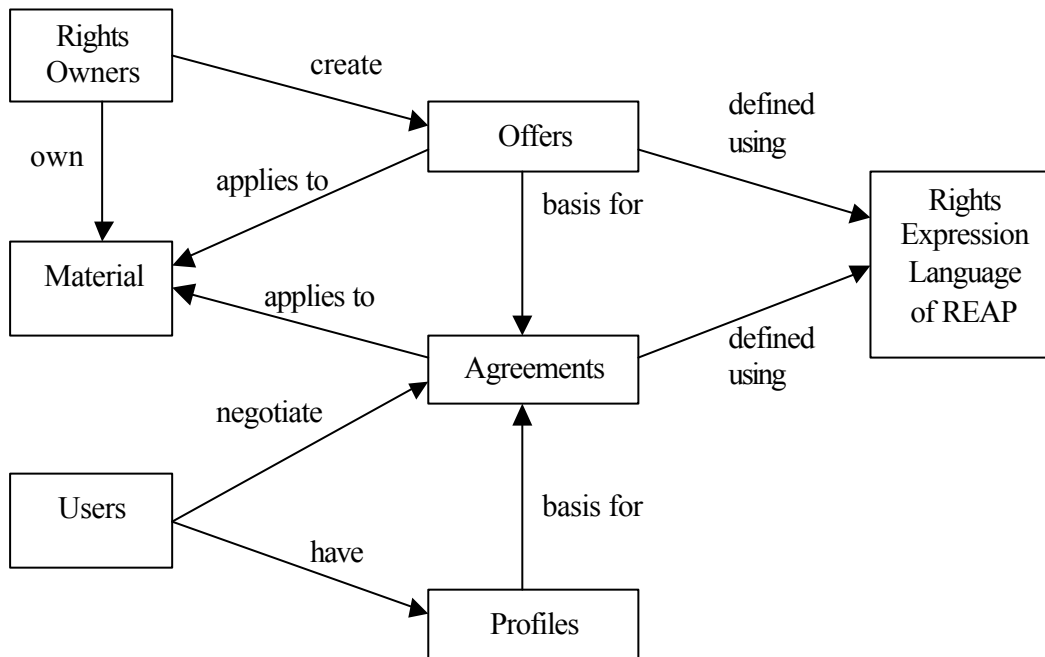 Rights
Owners
create
Offers
defined
using
own
applies to
basis for
Rights
Expression
Language
of REAP
Material
applies to
Agreements
defined
using
negotiate
Users
basis for
have
Profiles